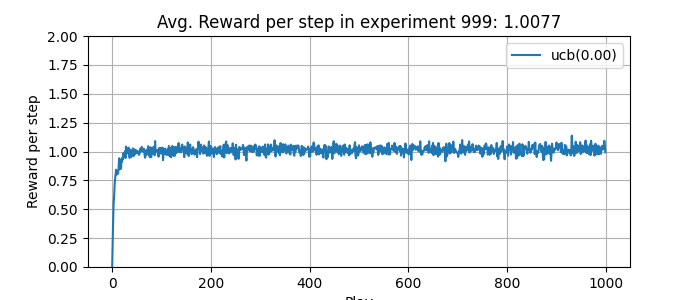 Avg. Reward per step in experiment 999: 1.0077
2.00
1.75
1.50
1.25
1.00
0.75
0.50
0.25
0.00
Reward per step
ucb(0.00)
0 200 400 600 800 1000
Play